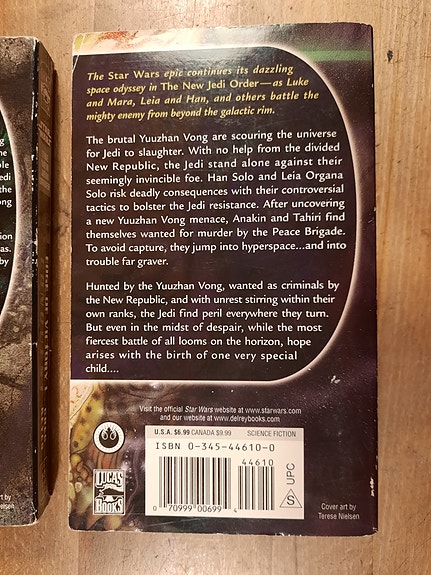 The Star Wars epic continues its dazzling
space odyssey in The New Jedi Order—as Luke
and Mara, Leia and Han, and others battle the
mighty enemy from beyond the galactic rim.
The brutal Yuuzhan Vong are scouring the universe
for Jedi to slaughter. With no help from the divided
New Republic, the Jedi stand alone against their
seemingly invincible foe. Han Solo and Leia Organa
Solo risk deadly consequences with their controversial
tactics to bolster the Jedi resistance. After uncovering
a new Yuuzhan Vong menace, Anakin and Tahiri find
themselves wanted for murder by the Peace Brigade.
To avoid capture, they jump into hyperspace...and into
trouble far graver.
Hunted by the Yuuzhan Vong, wanted as criminals by
the New Republic, and with unrest stirring within their
own ranks, the Jedi find peril everywhere they turn.
But even in the midst of despair, while the most
fiercest battle of all looms on the horizon, hope
arises with the birth of one very special
child....
Visit the official Star Wars website at www.starwars.com
and our website at www.delreybooks.com
U.S.A. $6.99 CANADA $9.99 SCIENCE FICTION
ISBN 0-345-44610-0
44610
0 70999 00699 4
S UPC
LUCAS
BOOKS
Cover art by
Terese Nielsen
the
by